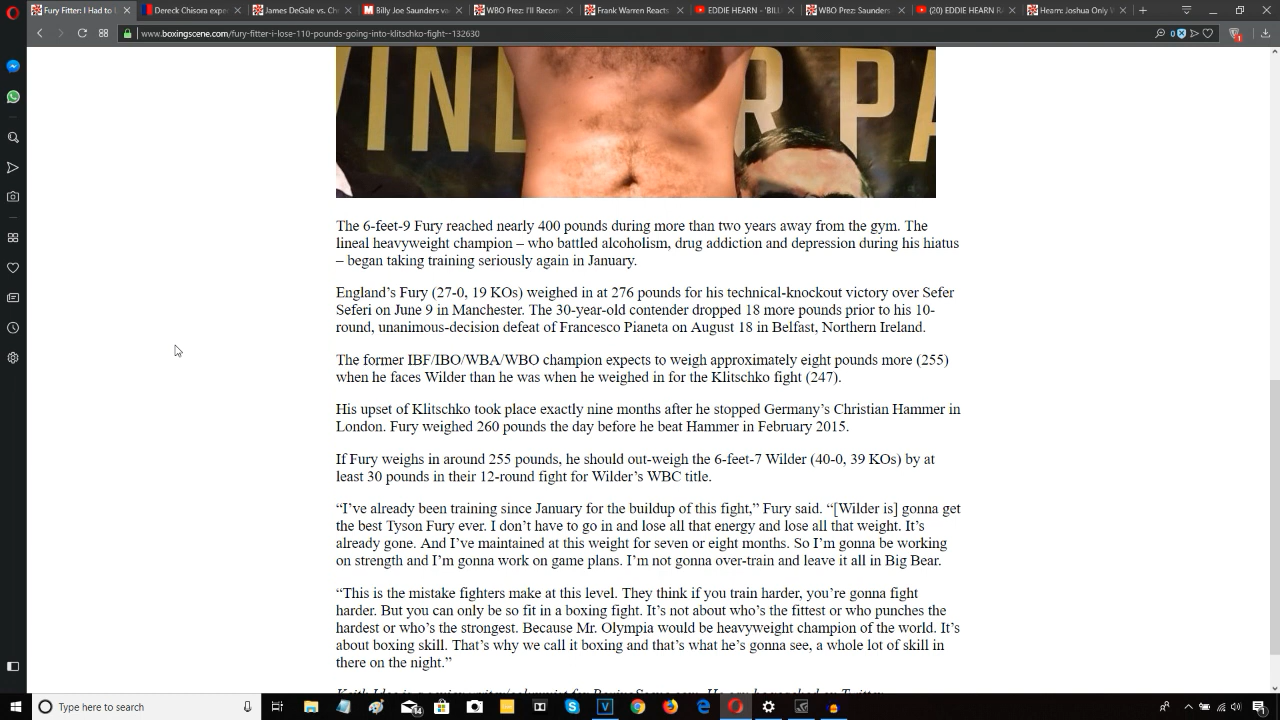 Fury Fitter: I Had to L
Dereck Chisora exper
James DeGale vs. Ch
Billy Joe Saunders va
WBO Prez: I'll Recom
Frank Warren Reacts
EDDIE HEARN - 'BILL
WBO Prez: Saunders
(20) EDDIE HEARN RA
Hearn: Joshua Only W
www.boxingscene.com/fury-fitter-i-lose-110-pounds-going-into-klitschko-fight--132630
The 6-feet-9 Fury reached nearly 400 pounds during more than two years away from the gym. The
lineal heavyweight champion – who battled alcoholism, drug addiction and depression during his hiatus
– began taking training seriously again in January.
England's Fury (27-0, 19 KOs) weighed in at 276 pounds for his technical-knockout victory over Sefer
Seferi on June 9 in Manchester. The 30-year-old contender dropped 18 more pounds prior to his 10-
round, unanimous-decision defeat of Francesco Pianeta on August 18 in Belfast, Northern Ireland.
The former IBF/IBO/WBA/WBO champion expects to weigh approximately eight pounds more (255)
when he faces Wilder than he was when he weighed in for the Klitschko fight (247).
His upset of Klitschko took place exactly nine months after he stopped Germany's Christian Hammer in
London. Fury weighed 260 pounds the day before he beat Hammer in February 2015.
If Fury weighs in around 255 pounds, he should out-weigh the 6-feet-7 Wilder (40-0, 39 KOs) by at
least 30 pounds in their 12-round fight for Wilder's WBC title.
“I've already been training since January for the buildup of this fight,” Fury said. “[Wilder is] gonna get
the best Tyson Fury ever. I don't have to go in and lose all that energy and lose all that weight. It's
already gone. And I've maintained at this weight for seven or eight months. So I'm gonna be working
on strength and I'm gonna work on game plans. I'm not gonna over-train and leave it all in Big Bear.
“This is the mistake fighters make at this level. They think if you train harder, you're gonna fight
harder. But you can only be so fit in a boxing fight. It's not about who's the fittest or who punches the
hardest or who's the strongest. Because Mr. Olympia would be heavyweight champion of the world. It's
about boxing skill. That's why we call it boxing and that's what he's gonna see, a whole lot of skill in
there on the night.”
Type here to search
14